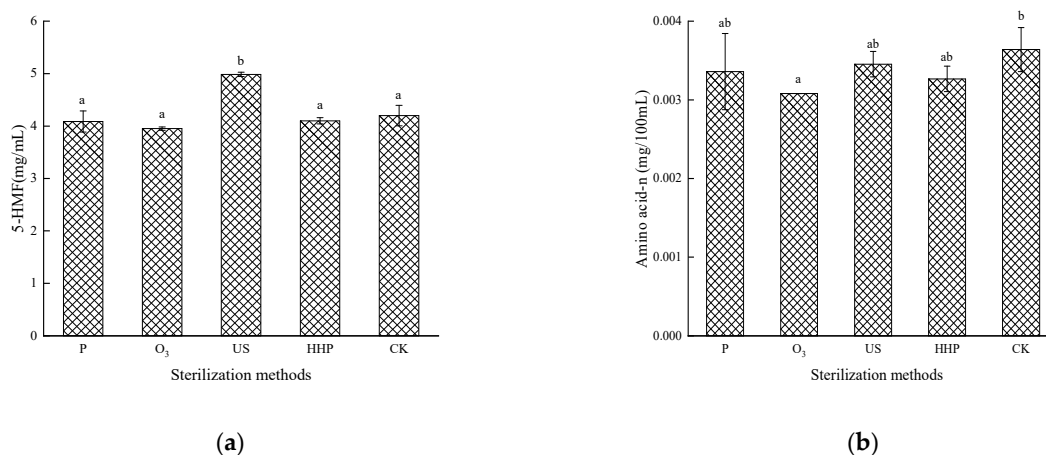 6
5
4
3
2
1
0
5-HMF(mg/mL)
a
a
b
a
a
P
O₃
US
HHP
CK
Sterilization methods
(a)
0.004
0.003
0.002
0.001
0.000
Amino acid-n (mg/100mL)
ab
a
ab
ab
b
P
O₃
US
HHP
CK
Sterilization methods
(b)